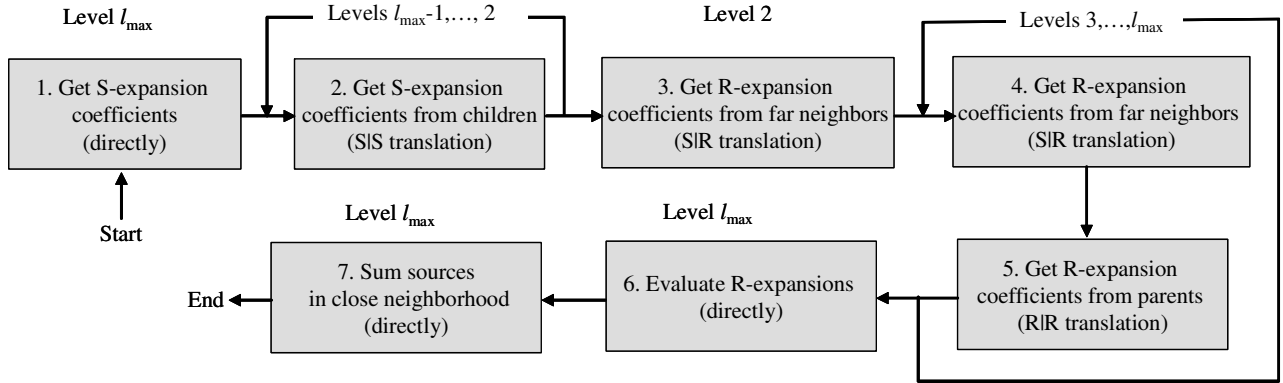 Level lmax
Levels lmax-1,…, 2
Level 2
Levels 3,…,lmax
1. Get S-expansion
coefficients
(directly)
2. Get S-expansion
coefficients from children
(S|S translation)
3. Get R-expansion
coefficients from far neighbors
(S|R translation)
4. Get R-expansion
coefficients from far neighbors
(S|R translation)
Start
Level lmax
Level lmax
End
7. Sum sources
in close neighborhood
(directly)
6. Evaluate R-expansions
(directly)
5. Get R-expansion
coefficients from parents
(R|R translation)